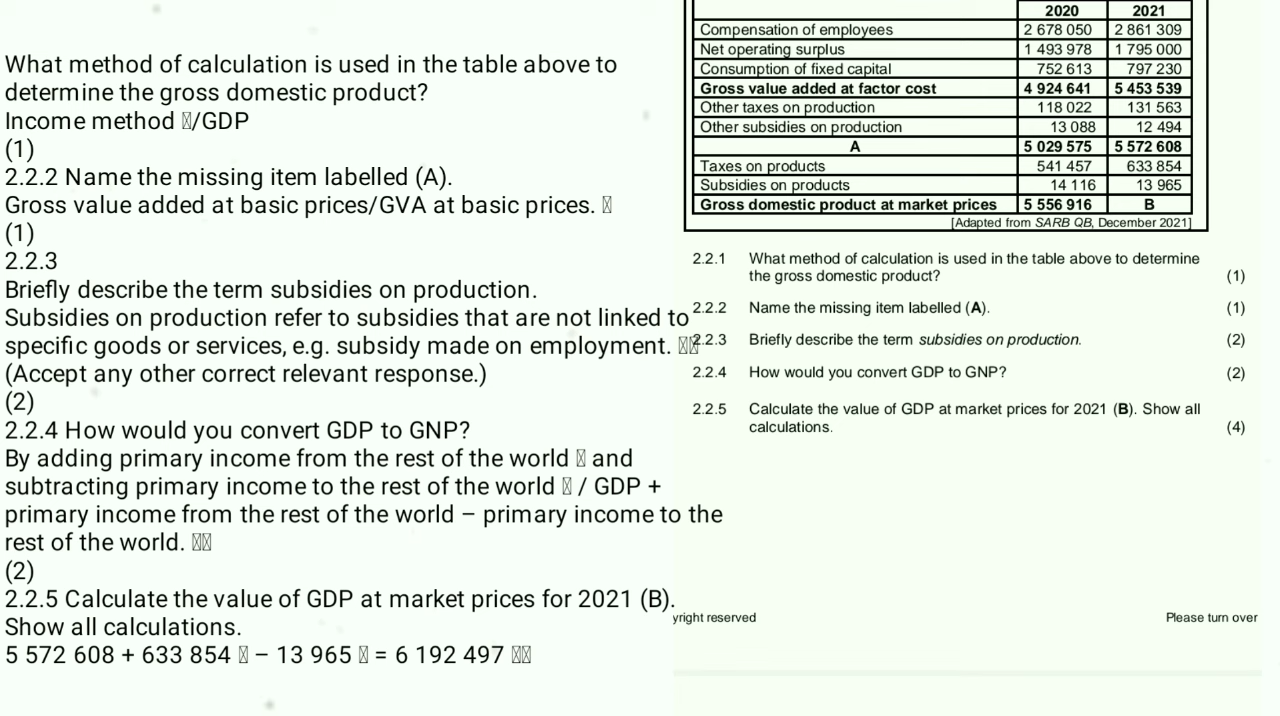 What method of calculation is used in the table above to
determine the gross domestic product?
Income method /GDP
(1)
2.2.2 Name the missing item labelled (A).
Gross value added at basic prices/GVA at basic prices.
(1)
2.2.3
Briefly describe the term subsidies on production.
Subsidies on production refer to subsidies that are not linked to
specific goods or services, e.g. subsidy made on employment.
(Accept any other correct relevant response.)
(2)
2.2.4 How would you convert GDP to GNP?
By adding primary income from the rest of the world and
subtracting primary income to the rest of the world / GDP +
primary income from the rest of the world – primary income to the
rest of the world.
(2)
2.2.5 Calculate the value of GDP at market prices for 2021 (B).
Show all calculations.
5 572 608 + 633 854 – 13 965 = 6 192 497
2020 2021
Compensation of employees 2 678 050 2 861 309
Net operating surplus 1 493 978 1 795 000
Consumption of fixed capital 752 613 797 230
Gross value added at factor cost 4 924 641 5 453 539
Other taxes on production 118 022 131 563
Other subsidies on production 13 088 12 494
A 5 029 575 5 572 608
Taxes on products 541 457 633 854
Subsidies on products 14 116 13 965
Gross domestic product at market prices 5 556 916 B
[Adapted from SARB QB, December 2021]
2.2.1 What method of calculation is used in the table above to determine
the gross domestic product? (1)
2.2.2 Name the missing item labelled (A). (1)
2.2.3 Briefly describe the term subsidies on production. (2)
2.2.4 How would you convert GDP to GNP? (2)
2.2.5 Calculate the value of GDP at market prices for 2021 (B). Show all
calculations. (4)
yright reserved Please turn over